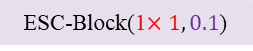 ESC-Block(1× 1, 0.1)